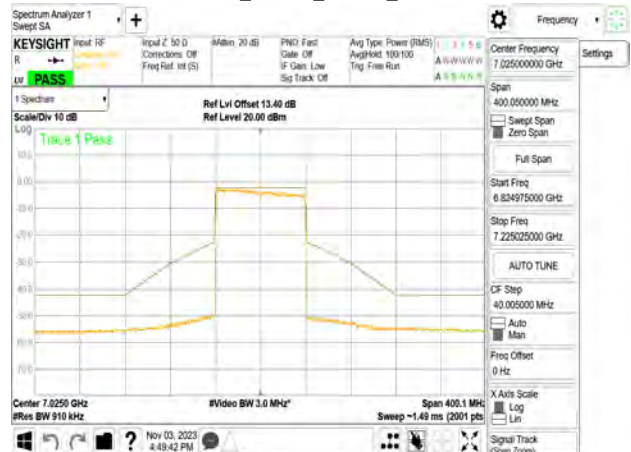 Spectrum Analyzer 1
Swept SA
Frequency
KEYSIGHT
Input: RF
Input Z: 50 Ω
#Atten: 20 dB
PNO: Fast
Avg Type: Power (RMS)
R
Corrections: Off
Gate: Off
Avg|Hold: 100/100
Freq Ref: Int (S)
IF Gain: Low
Trig: Free Run
Sig Track: Off
PASS
1 Spectrum
Scale/Div 10 dB
Ref Lvl Offset 13.40 dB
Ref Level 20.00 dBm
Log
Trace 1 Pass
Center 7.0250 GHz
#Video BW 3.0 MHz*
Span 400.1 MHz
#Res BW 910 kHz
Sweep ~1.49 ms (2001 pts
Nov 03, 2023
4:49:42 PM
Center Frequency
7.025000000 GHz
Settings
Span
400.050000 MHz
Swept Span
Zero Span
Full Span
Start Freq
6.824975000 GHz
Stop Freq
7.225025000 GHz
AUTO TUNE
CF Step
40.005000 MHz
Auto
Man
Freq Offset
0 Hz
X Axis Scale
Log
Lin
Signal Track
(Span Zoom)